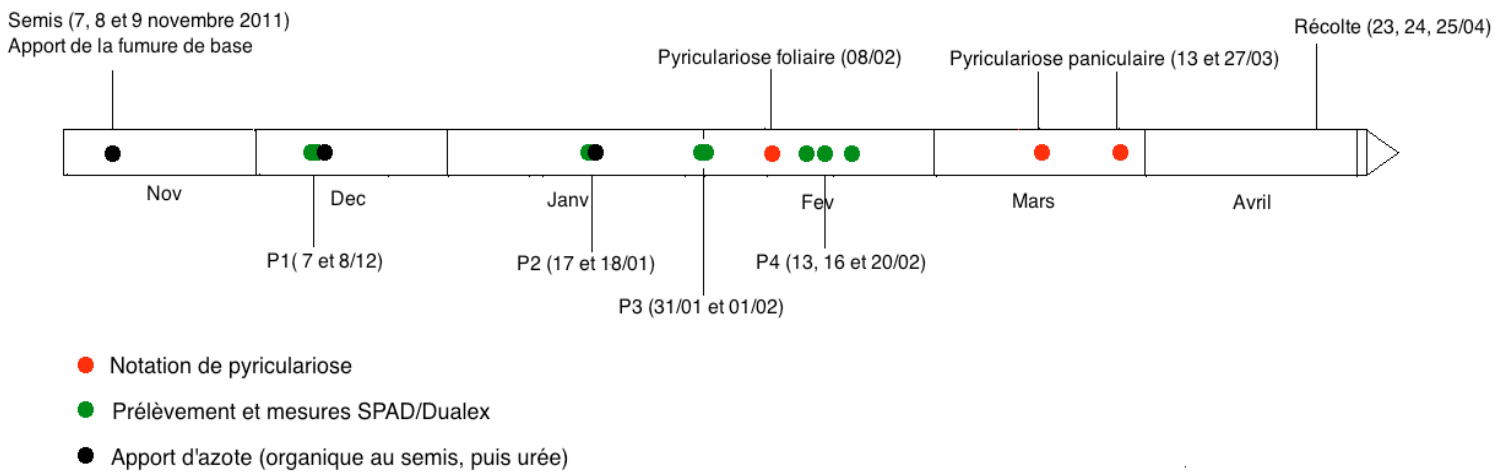 Semis (7, 8 et 9 novembre 2011)
Apport de la fumure de base
Récolte (23, 24, 25/04)
Pyriculariose foliaire (08/02)
Pyriculariose paniculaire (13 et 27/03)
Nov
Dec
Janv
Fev
Mars
Avril
P1( 7 et 8/12)
P2 (17 et 18/01)
P4 (13, 16 et 20/02)
P3 (31/01 et 01/02)
Notation de pyriculariose
Prélèvement et mesures SPAD/Dualex
Apport d'azote (organique au semis, puis urée)